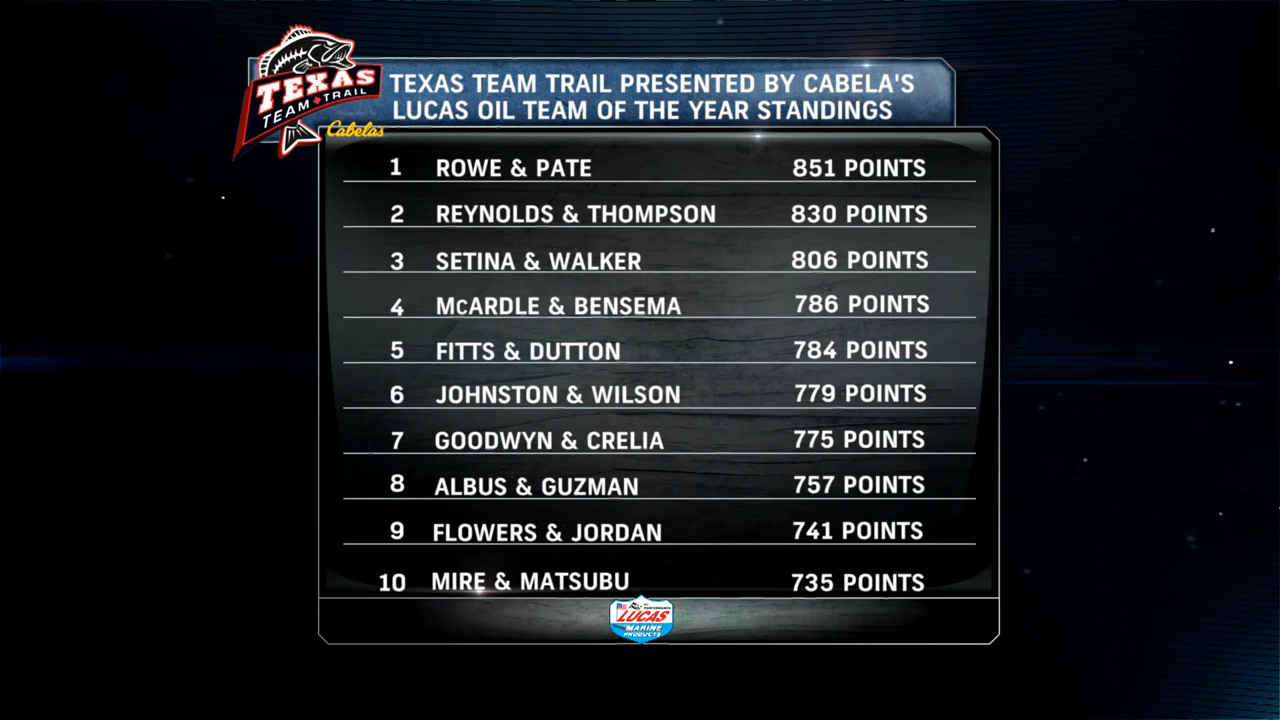 TEXAS
TEAM TRAIL
Cabelas
TEXAS TEAM TRAIL PRESENTED BY CABELA'S
LUCAS OIL TEAM OF THE YEAR STANDINGS
1 ROWE & PATE 851 POINTS
2 REYNOLDS & THOMPSON 830 POINTS
3 SETINA & WALKER 806 POINTS
4 McARDLE & BENSEMA 786 POINTS
5 FITTS & DUTTON 784 POINTS
6 JOHNSTON & WILSON 779 POINTS
7 GOODWYN & CRELIA 775 POINTS
8 ALBUS & GUZMAN 757 POINTS
9 FLOWERS & JORDAN 741 POINTS
10 MIRE & MATSUBU 735 POINTS
PERFORMANCE
LUCAS
MARINE
PRODUCTS